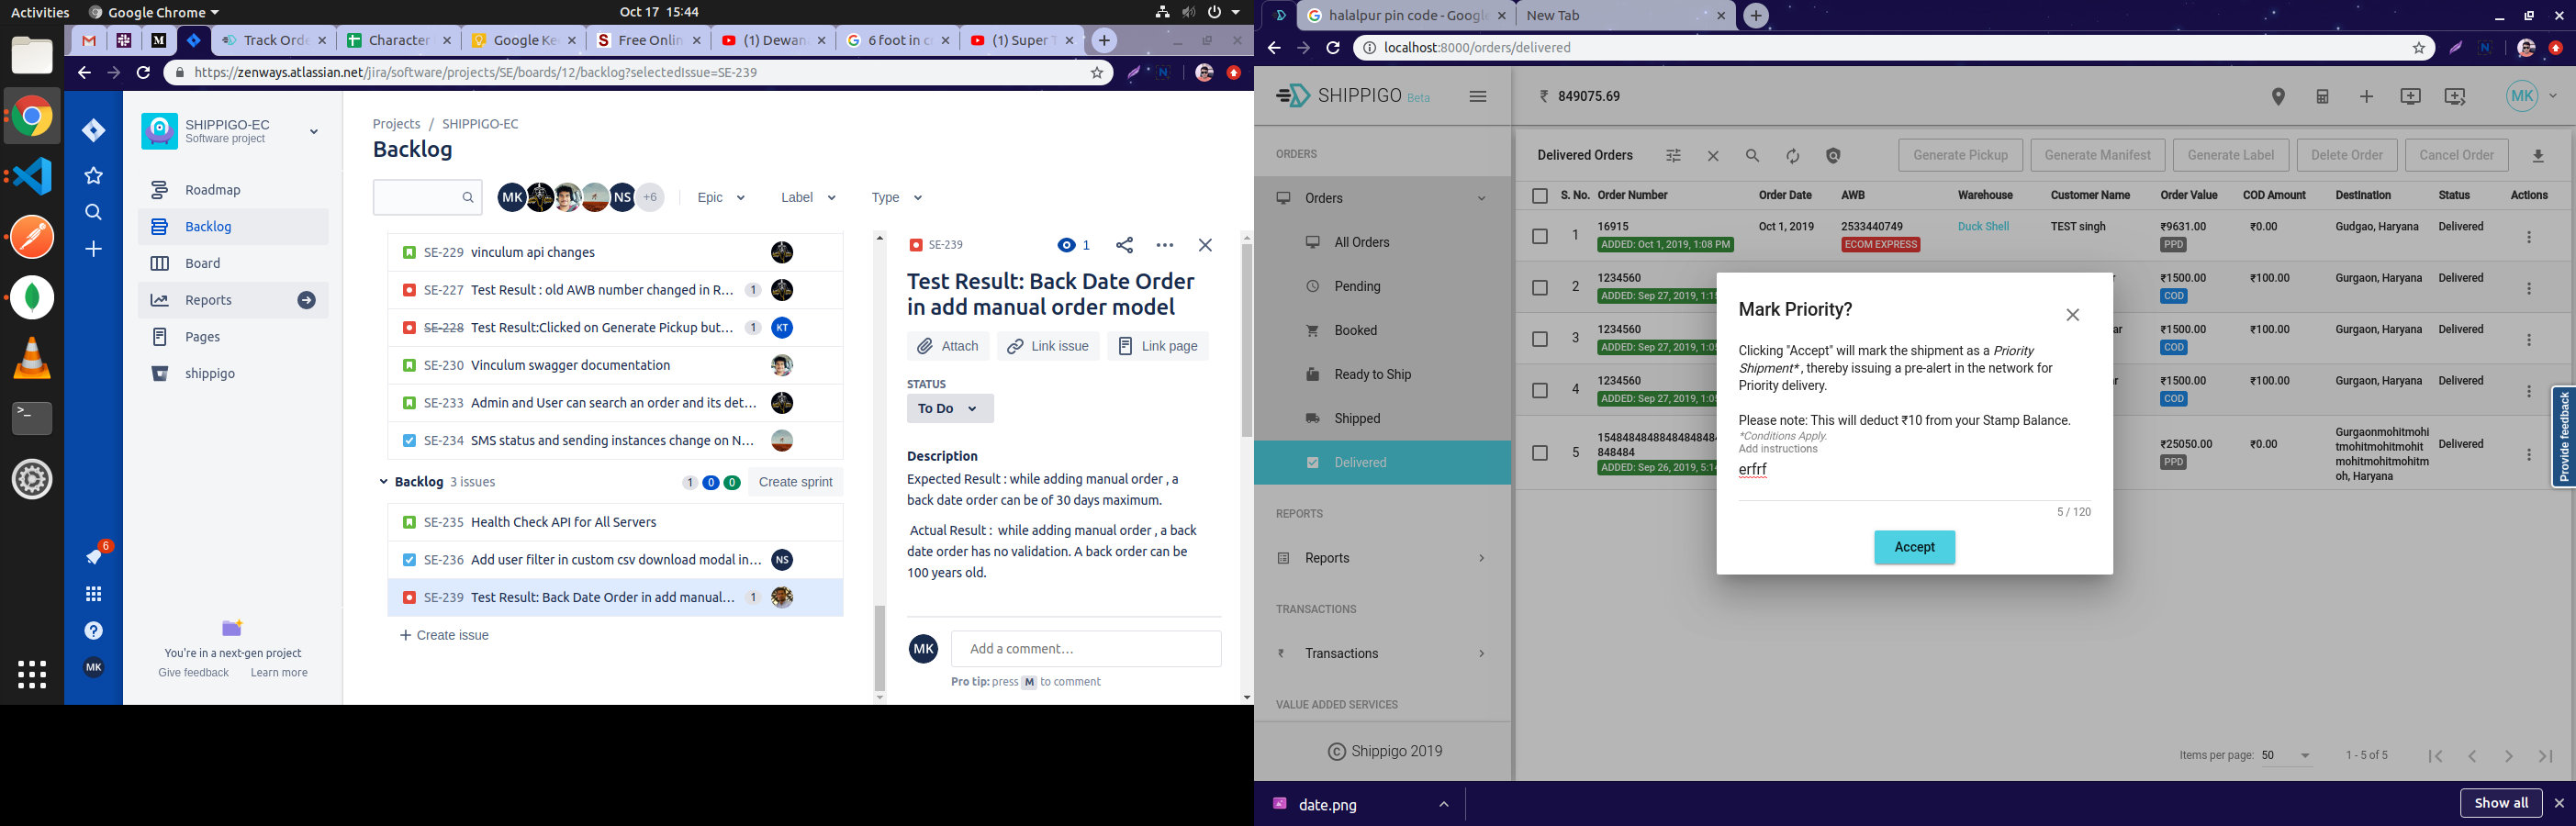 Activities
Google Chrome
Oct 17 15:44
Track Orde
Character
Google Ke
Free Onlin
(1) Dewan
6 foot in c
(1) Super T
https://zenways.atlassian.net/jira/software/projects/SE/boards/12/backlog?selectedIssue=SE-239
SHIPPIGO-EC
Software project
Roadmap
Backlog
Board
Reports
Pages
shippigo
6
MK
You're in a next-gen project
Give feedback Learn more
Projects / SHIPPIGO-EC
Backlog
MK NS +6 Epic Label Type
SE-229 vinculum api changes
SE-227 Test Result : old AWB number changed in R... 1
SE-228 Test Result:Clicked on Generate Pickup but... 1 KT
SE-230 Vinculum swagger documentation
SE-233 Admin and User can search an order and its det...
SE-234 SMS status and sending instances change on N...
Backlog 3 issues 1 0 0 Create sprint
SE-235 Health Check API for All Servers
SE-236 Add user filter in custom csv download modal in... NS
SE-239 Test Result: Back Date Order in add manual... 1
+ Create issue
SE-239 1
Test Result: Back Date Order
in add manual order model
Attach Link issue Link page
STATUS
To Do
Description
Expected Result : while adding manual order , a
back date order can be of 30 days maximum.
Actual Result : while adding manual order , a back
date order has no validation. A back order can be
100 years old.
MK Add a comment...
Pro tip: press M to comment
halalpur pin code - Google
New Tab
localhost:8000/orders/delivered
SHIPPIGO Beta
₹ 849075.69
MK
ORDERS
Orders
All Orders
Pending
Booked
Ready to Ship
Shipped
Delivered
REPORTS
Reports
TRANSACTIONS
₹ Transactions
VALUE ADDED SERVICES
© Shippigo 2019
Delivered Orders
Generate Pickup Generate Manifest Generate Label Delete Order Cancel Order
S. No. Order Number Order Date AWB Warehouse Customer Name Order Value COD Amount Destination Status Actions
1 16915 Oct 1, 2019 2533440749 Duck Shell TEST singh ₹9631.00 ₹0.00 Gudgao, Haryana Delivered
ADDED: Oct 1, 2019, 1:08 PM ECOM EXPRESS PPD
2 1234560 ₹1500.00 ₹100.00 Gurgaon, Haryana Delivered
ADDED: Sep 27, 2019, 1:1 COD
3 1234560 ar ₹1500.00 ₹100.00 Gurgaon, Haryana Delivered
ADDED: Sep 27, 2019, 1:0 COD
4 1234560 ar ₹1500.00 ₹100.00 Gurgaon, Haryana Delivered
ADDED: Sep 27, 2019, 1:0 COD
5 ₹25050.00 ₹0.00 Gurgaonmohitmohi
tmohitmohitmohit
mohitmohitmohitm
oh, Haryana Delivered
848484
ADDED: Sep 26, 2019, 5:1 PPD
Mark Priority?
Clicking "Accept" will mark the shipment as a Priority
Shipment* , thereby issuing a pre-alert in the network for
Priority delivery.
Please note: This will deduct ₹10 from your Stamp Balance.
*Conditions Apply.
Add instructions
erfrf
5 / 120
Accept
Provide feedback
Items per page: 50 1 - 5 of 5
date.png
Show all